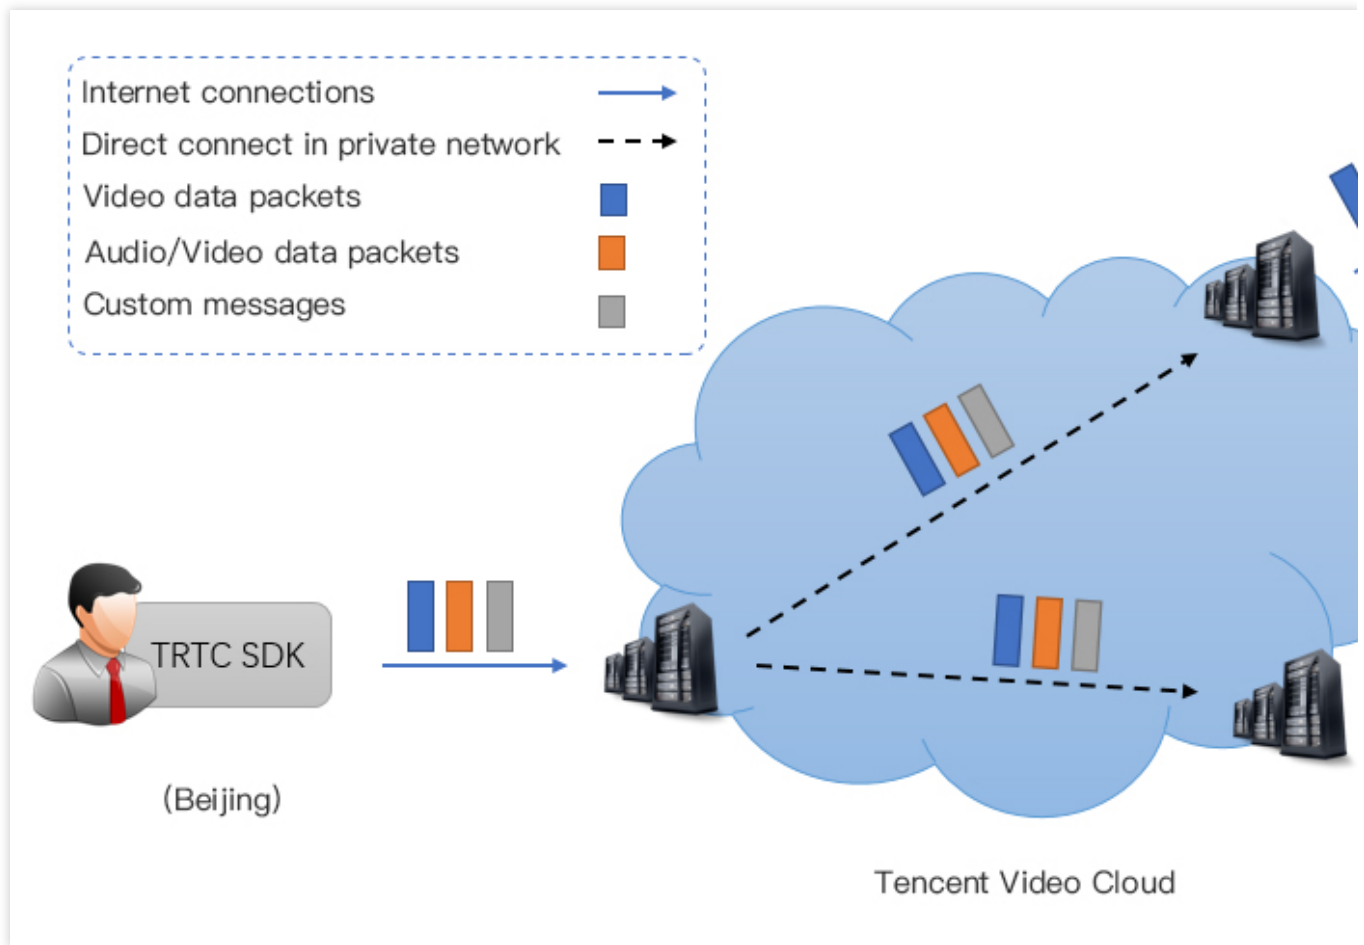 Internet connections
Direct connect in private network
Video data packets
Audio/Video data packets
Custom messages
TRTC SDK
(Beijing)
Tencent Video Cloud